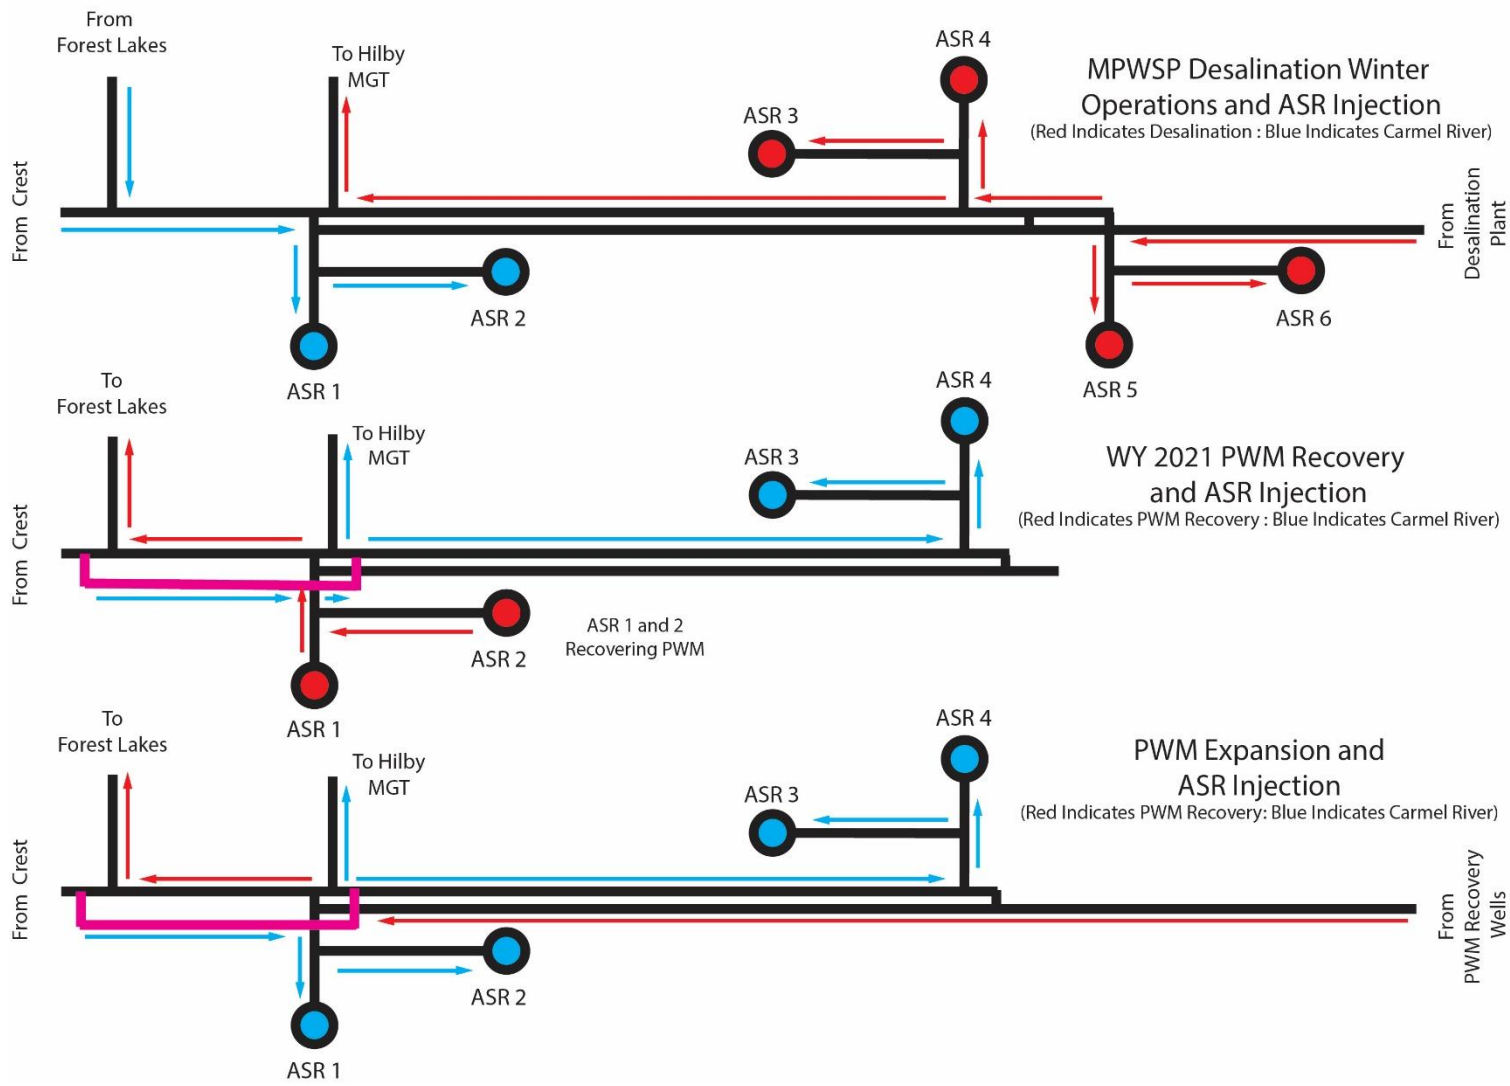 From
Forest Lakes
To Hilby
MGT
ASR 4
ASR 3
MPWSP Desalination Winter
Operations and ASR Injection
(Red Indicates Desalination : Blue Indicates Carmel River)
From Crest
From
Desalination
Plant
ASR 2
ASR 6
ASR 1
ASR 5
To
Forest Lakes
To Hilby
MGT
ASR 4
ASR 3
WY 2021 PWM Recovery
and ASR Injection
(Red Indicates PWM Recovery : Blue Indicates Carmel River)
From Crest
ASR 1 and 2
Recovering PWM
ASR 2
ASR 1
To
Forest Lakes
To Hilby
MGT
ASR 4
ASR 3
PWM Expansion and
ASR Injection
(Red Indicates PWM Recovery: Blue Indicates Carmel River)
From Crest
From
PWM Recovery
Wells
ASR 2
ASR 1